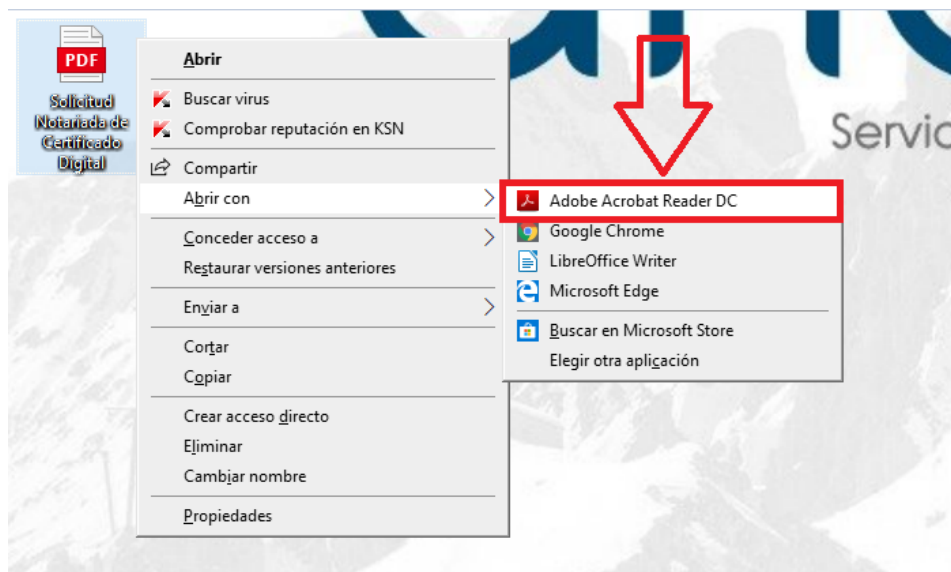 PDF
Solicitud
Notariada de
Certificado
Digital
Abrir
Buscar virus
Comprobar reputación en KSN
Compartir
Abrir con
Conceder acceso a
Restaurar versiones anteriores
Enviar a
Cortar
Copiar
Crear acceso directo
Eliminar
Cambiar nombre
Propiedades
Servic
Adobe Acrobat Reader DC
Google Chrome
LibreOffice Writer
Microsoft Edge
Buscar en Microsoft Store
Elegir otra aplicación